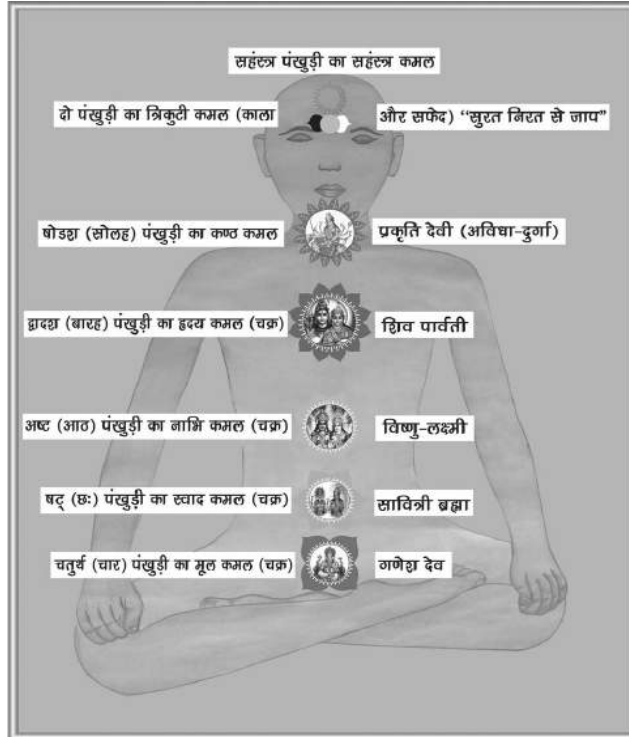 सहंस्त्र पंखुड़ी का सहंस्त्र कमल
दो पंखुड़ी का त्रिकुटी कमल (काला और सफेद) “सुरत निरत से जाप”
षोडश (सोलह) पंखुड़ी का कण्ठ कमल प्रकृति देवी (अविद्या-दुर्गा)
द्वादश (बारह) पंखुड़ी का हृदय कमल (चक्र) शिव पार्वती
अष्ट (आठ) पंखुड़ी का नाभि कमल (चक्र) विष्णु-लक्ष्मी
षट् (छः) पंखुड़ी का स्वाद कमल (चक्र) सावित्री ब्रह्मा
चतुर्थ (चार) पंखुड़ी का मूल कमल (चक्र) गणेश देव